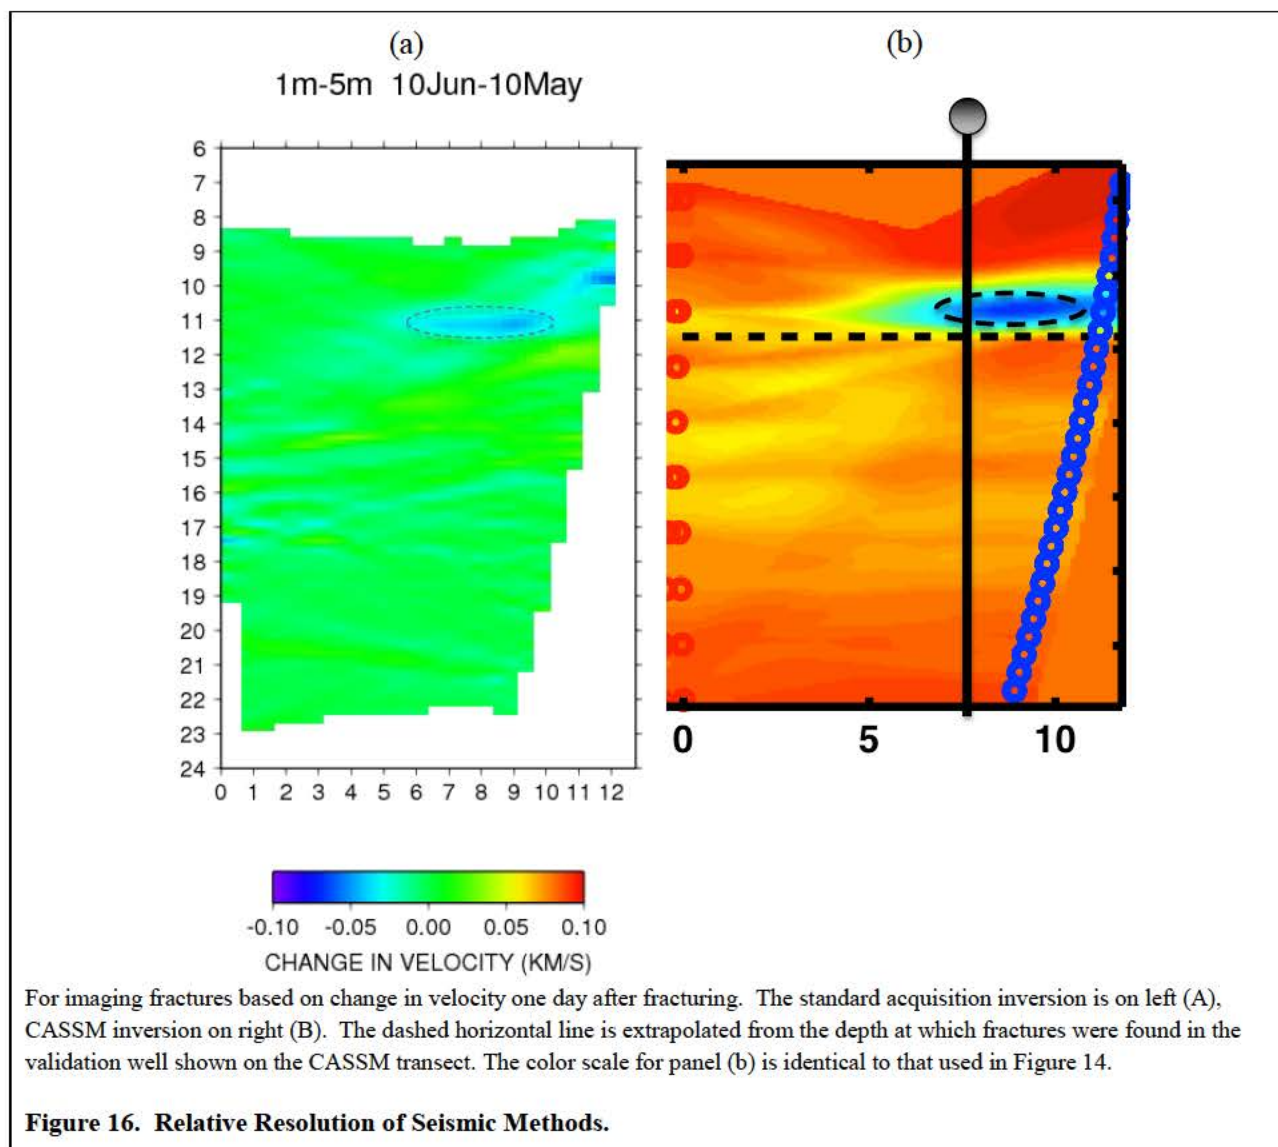 (a)
(b)
1m-5m 10Jun-10May
6
7
8
9
10
11
12
13
14
15
16
17
18
19
20
21
22
23
24
0 1 2 3 4 5 6 7 8 9 10 11 12
0 5 10
-0.10 -0.05 0.00 0.05 0.10
CHANGE IN VELOCITY (KM/S)
For imaging fractures based on change in velocity one day after fracturing. The standard acquisition inversion is on left (A),
CASSM inversion on right (B). The dashed horizontal line is extrapolated from the depth at which fractures were found in the
validation well shown on the CASSM transect. The color scale for panel (b) is identical to that used in Figure 14.
Figure 16. Relative Resolution of Seismic Methods.